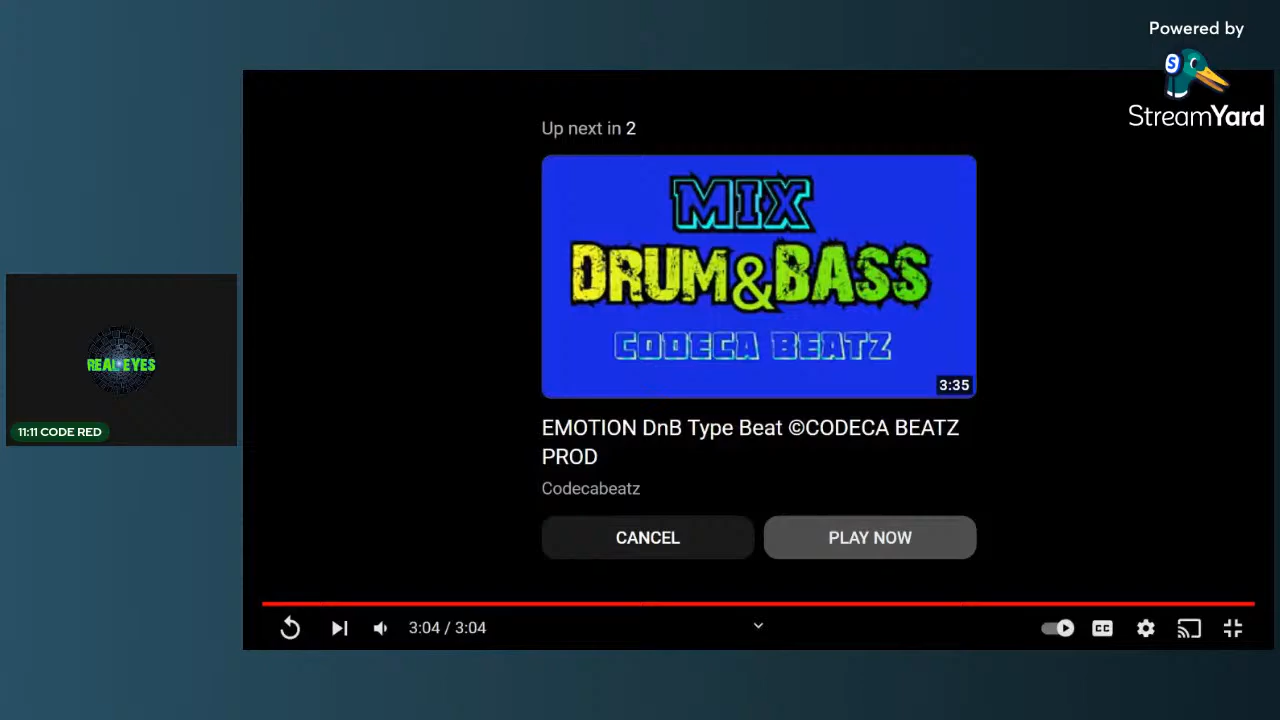 Powered by
S
StreamYard
Up next in 2
MIX
DRUM&BASS
CODECA BEATZ
3:35
EMOTION DnB Type Beat ©CODECA BEATZ
PROD
Codecabeatz
CANCEL
PLAY NOW
REAL EYES
11:11 CODE RED
3:04 / 3:04
CC